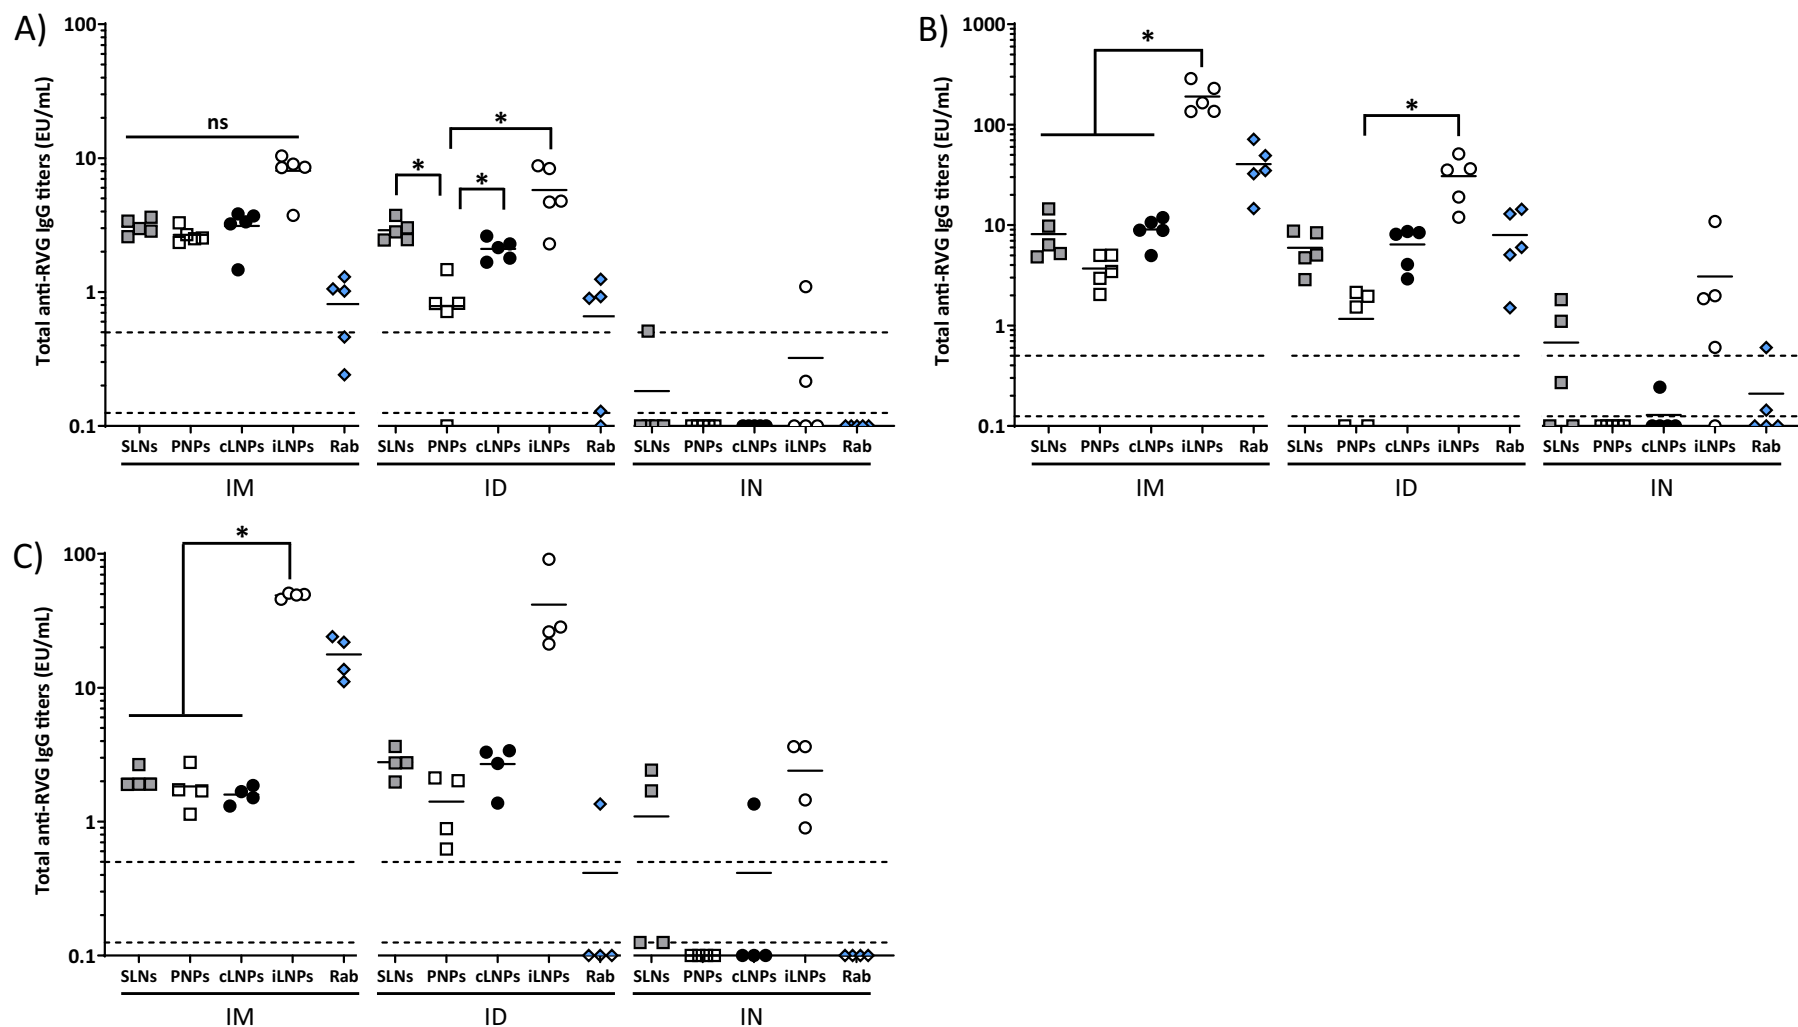 A)
Total anti-RVG IgG titers (EU/mL)
100
10
1
0.1
ns
*
*
*
SLNs PNPs cLNPs iLNPs Rab SLNs PNPs cLNPs iLNPs Rab SLNs PNPs cLNPs iLNPs Rab
IM ID IN
B)
Total anti-RVG IgG titers (EU/mL)
1000
100
10
1
0.1
*
*
SLNs PNPs cLNPs iLNPs Rab SLNs PNPs cLNPs iLNPs Rab SLNs PNPs cLNPs iLNPs Rab
IM ID IN
C)
Total anti-RVG IgG titers (EU/mL)
100
10
1
0.1
*
SLNs PNPs cLNPs iLNPs Rab SLNs PNPs cLNPs iLNPs Rab SLNs PNPs cLNPs iLNPs Rab
IM ID IN